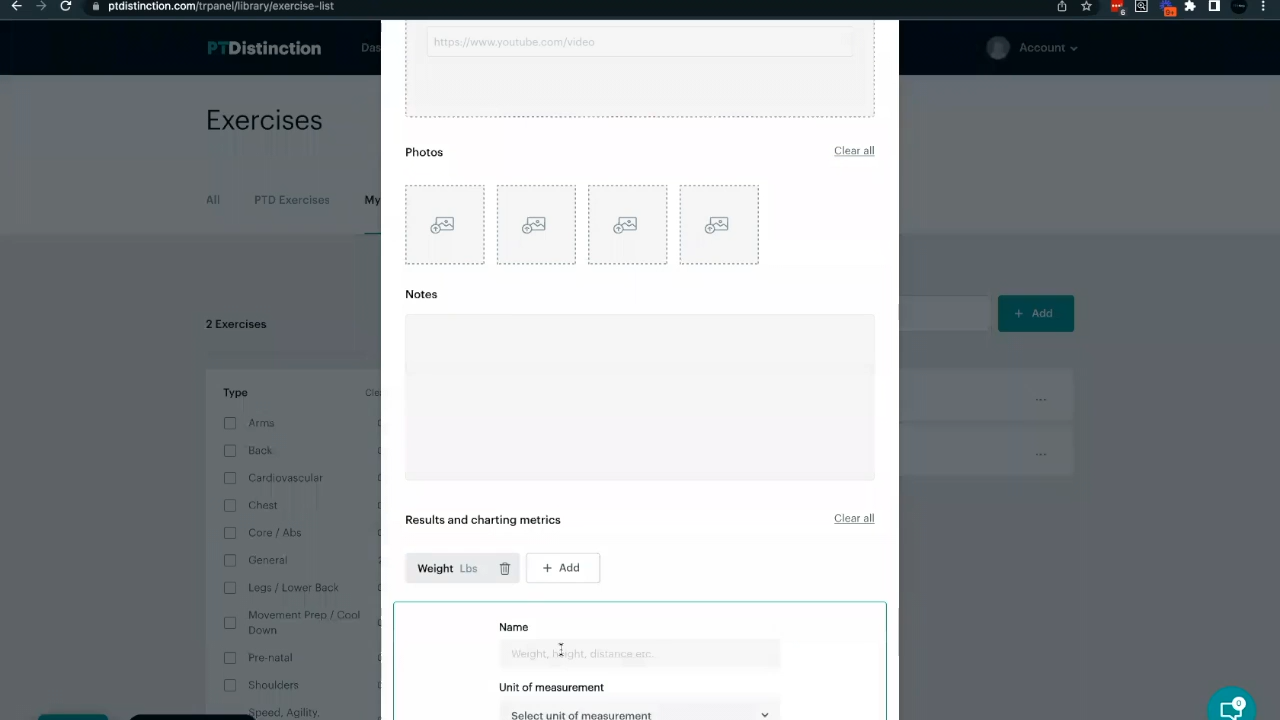 ptdistinction.com/trpanel/exercise-list
6
9
https://www.youtube.com/video
PTDistinction
Account
Exercises
Photos
Clear all
All
PTD Exercises
My
Notes
2 Exercises
+ Add
Type
Arms
Back
Cardiovascular
Chest
Core / Abs
General
Legs / Lower Back
Movement Prep / Cool
Down
Pre-natal
Shoulders
Speed, Agility,
Results and charting metrics
Clear all
Weight Lbs
+ Add
Name
Weight, height, distance etc.
Unit of measurement
Select unit of measurement
0